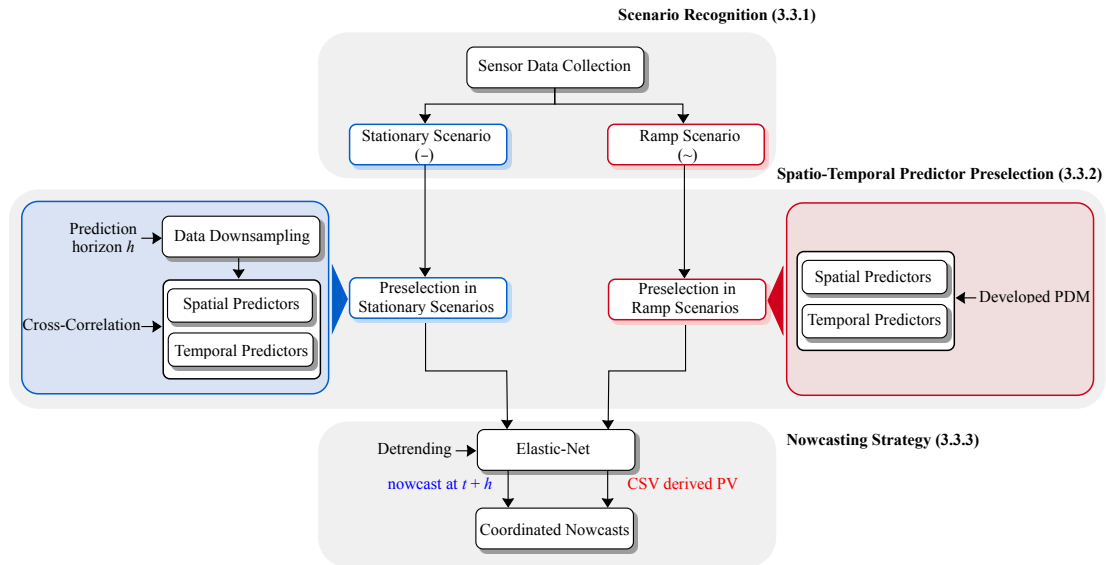 Scenario Recognition (3.3.1)
Sensor Data Collection
Stationary Scenario
(−)
Ramp Scenario
(~)
Spatio-Temporal Predictor Preselection (3.3.2)
Prediction
horizon h
Data Downsampling
Cross-Correlation
Spatial Predictors
Temporal Predictors
Preselection in
Stationary Scenarios
Preselection in
Ramp Scenarios
Spatial Predictors
Temporal Predictors
Developed PDM
Nowcasting Strategy (3.3.3)
Detrending
Elastic-Net
nowcast at t + h
CSV derived PV
Coordinated Nowcasts